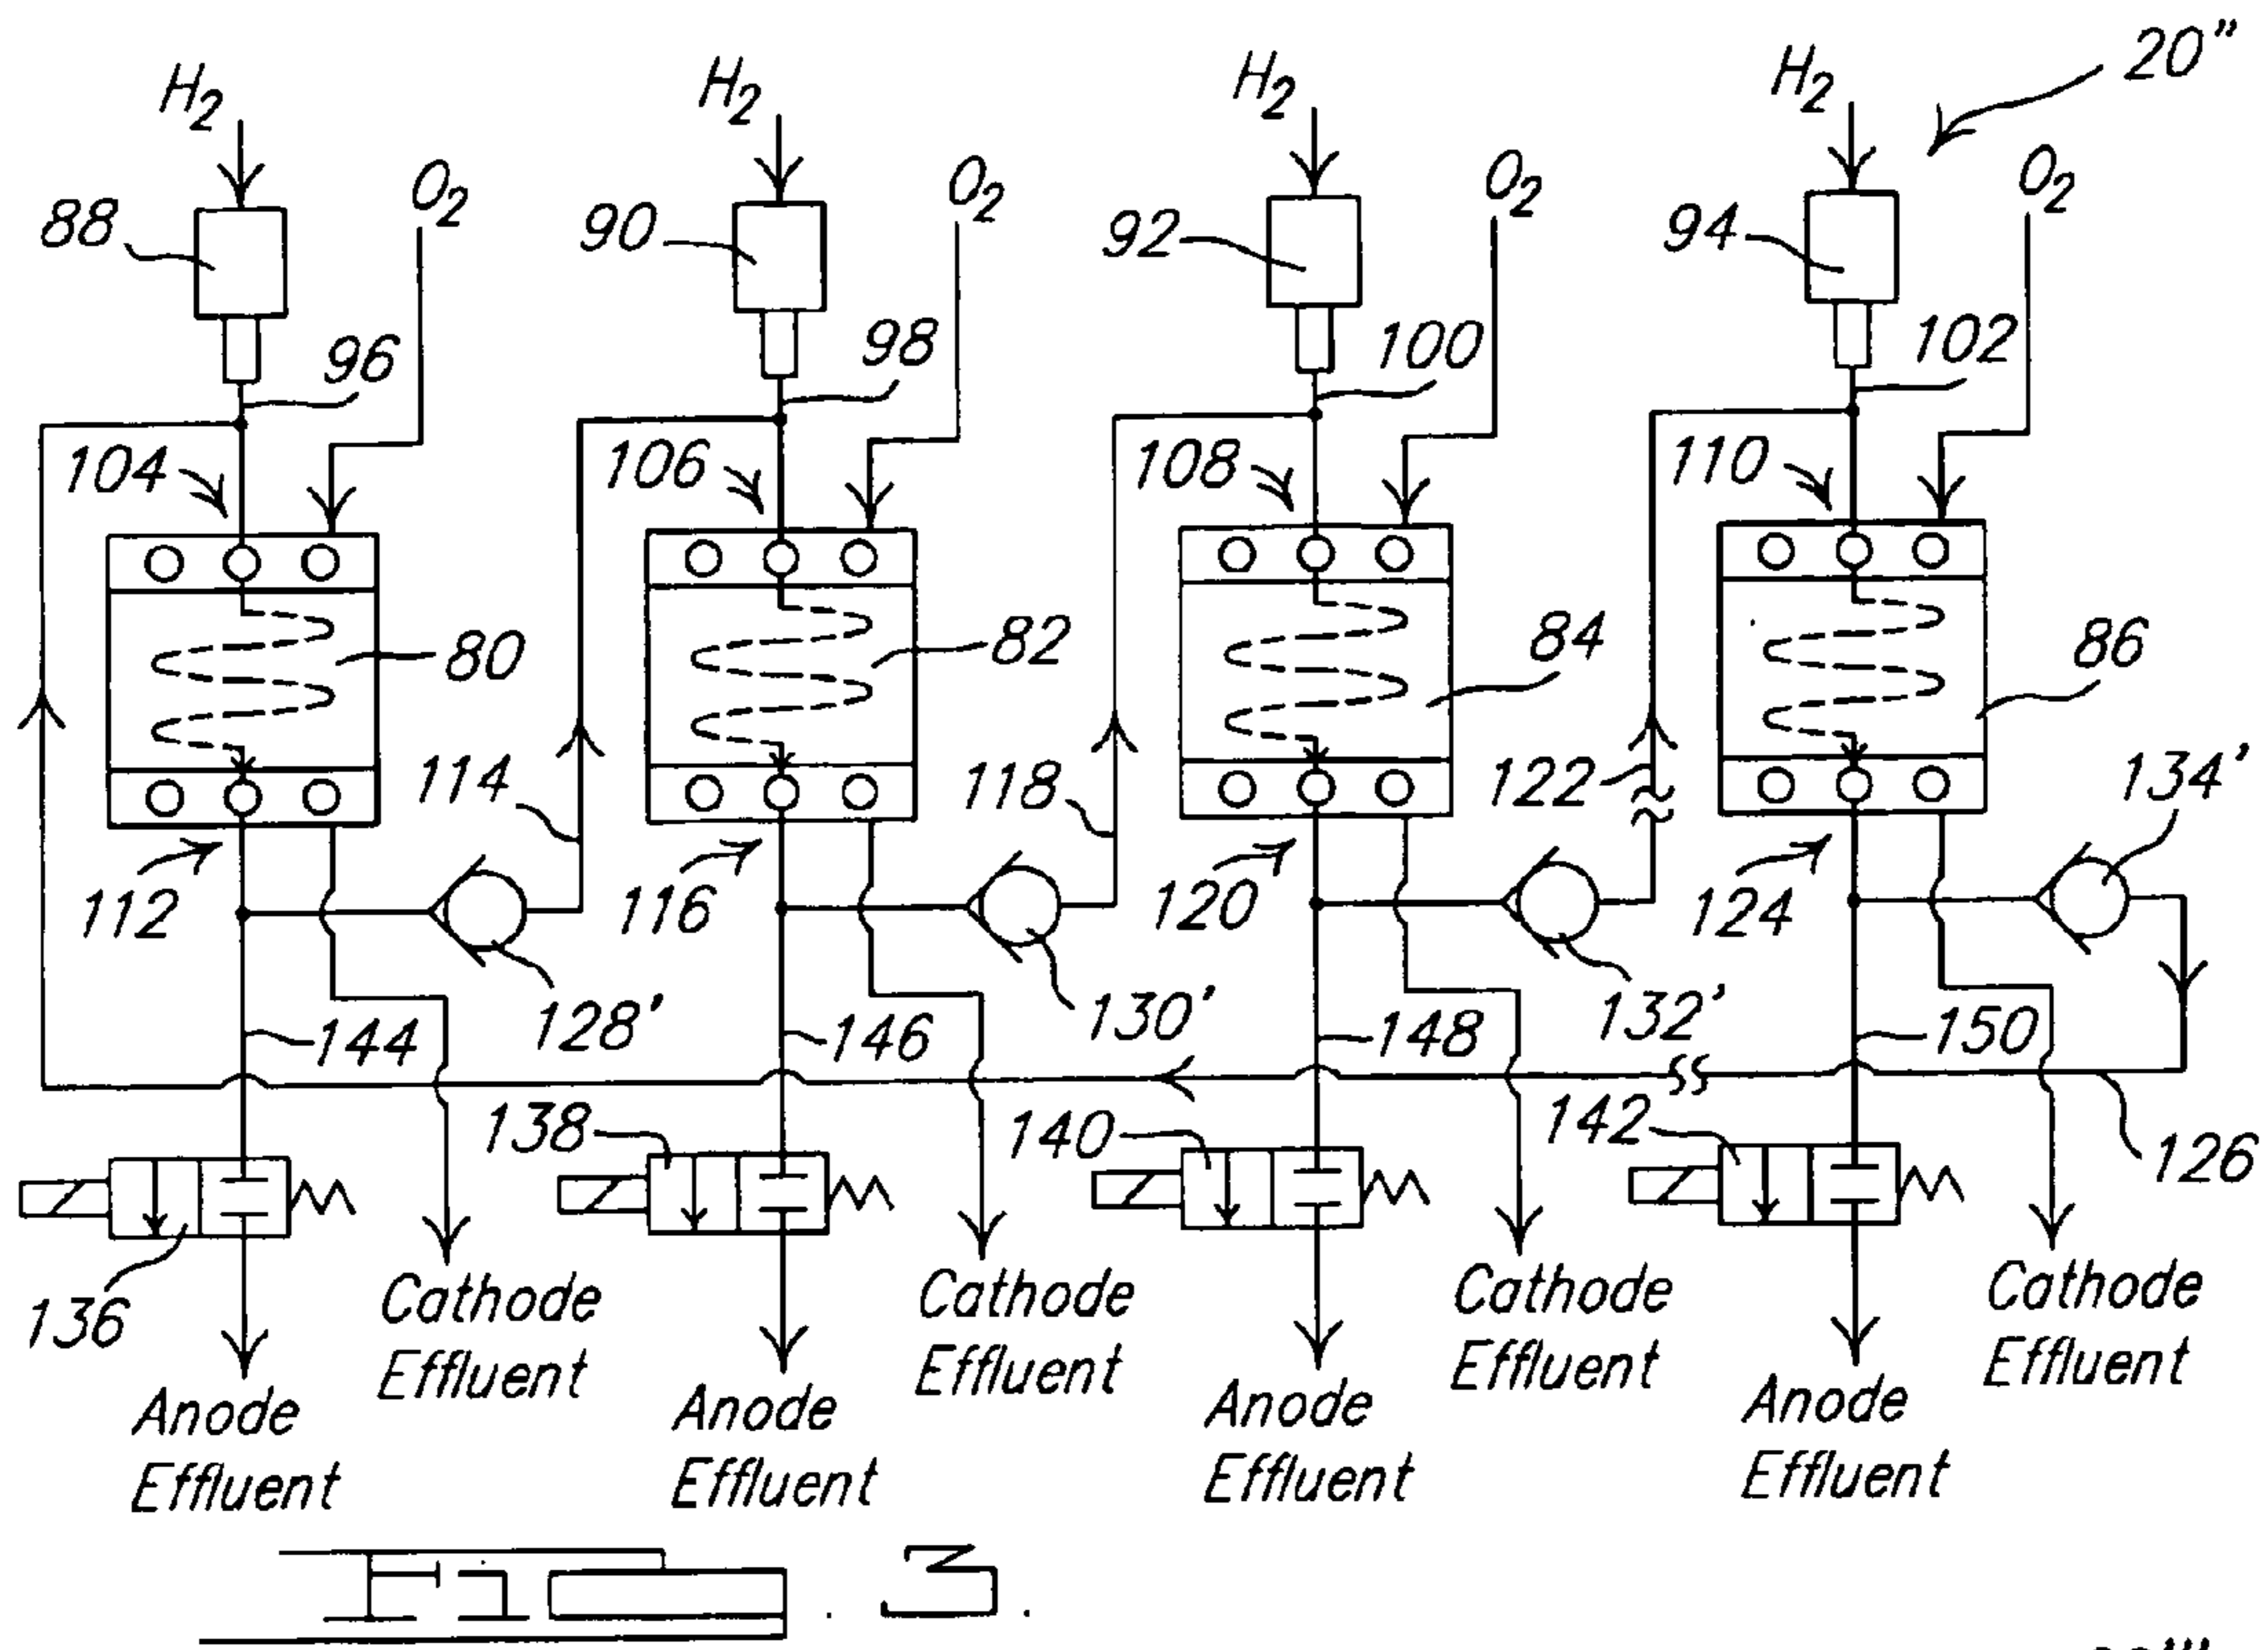 20"
H2
H2
H2
H2
O2
O2
O2
O2
88
90
92
94
96
98
100
102
104
106
108
110
80
82
84
86
114
118
122
134'
112
116
120
124
128'
130'
132'
144
146
148
150
138
140
142
126
136
Cathode
Effluent
Cathode
Effluent
Cathode
Effluent
Cathode
Effluent
Anode
Effluent
Anode
Effluent
Anode
Effluent
Anode
Effluent
Fig. 3.